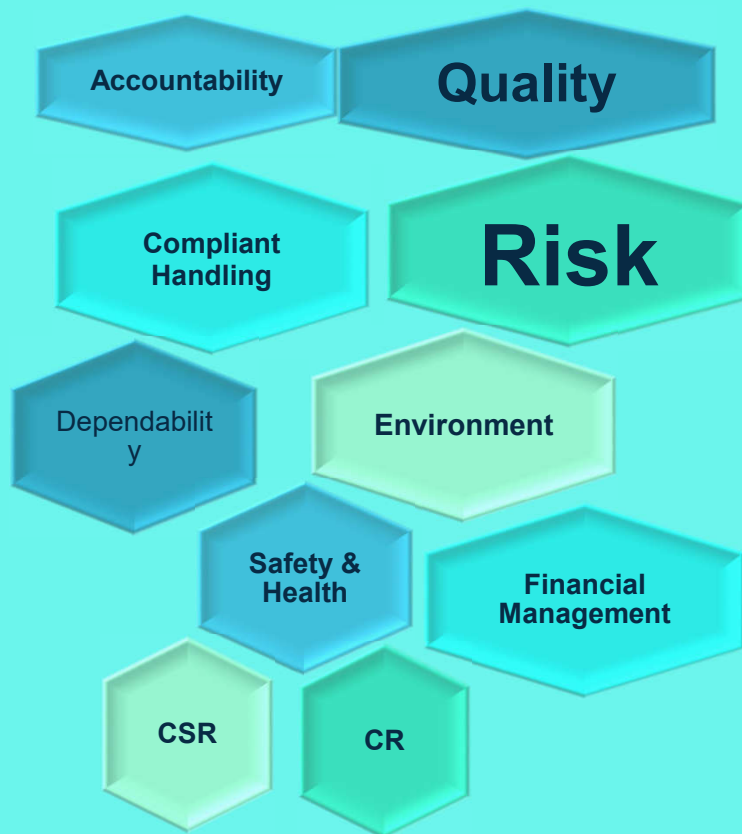 Accountability
Quality
Compliant
Handling
Risk
Dependabilit
y
Environment
Safety &
Health
Financial
Management
CSR
CR